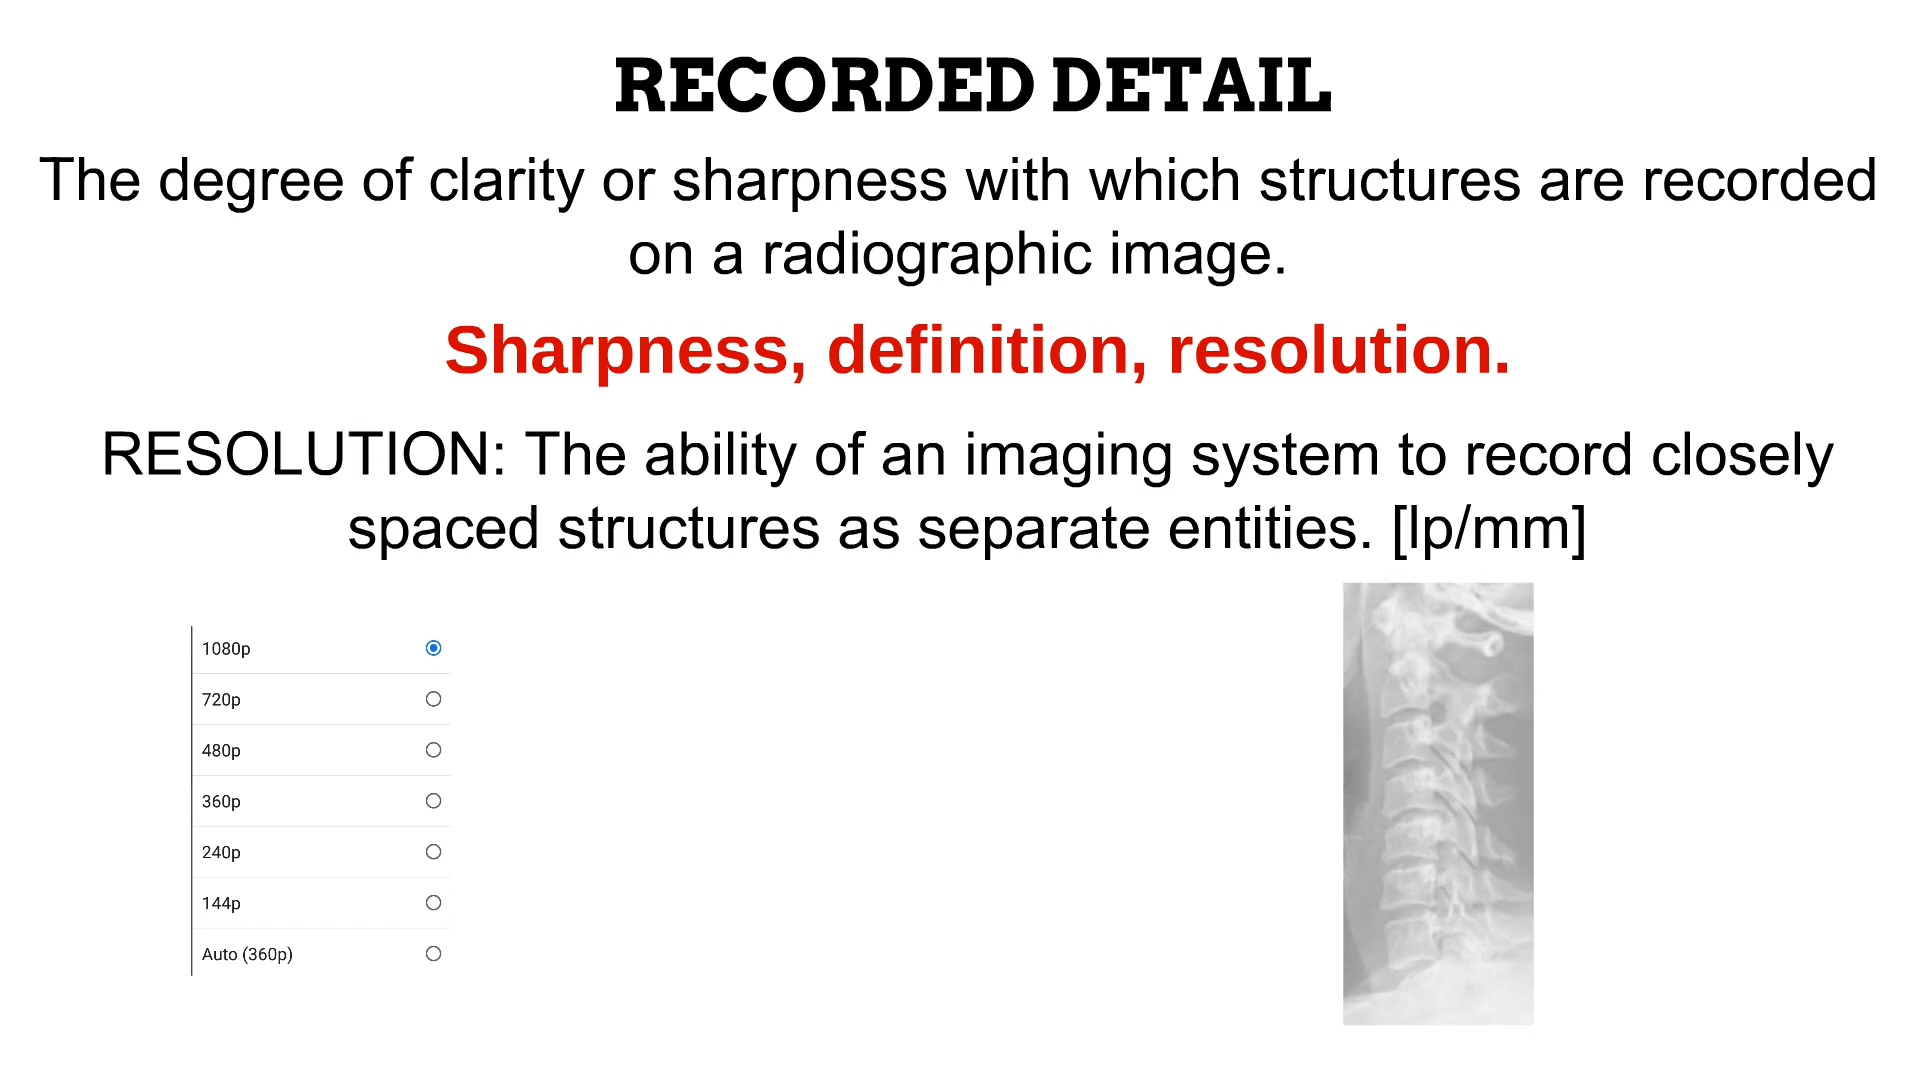 RECORDED DETAIL
The degree of clarity or sharpness with which structures are recorded
on a radiographic image.
Sharpness, definition, resolution.
RESOLUTION: The ability of an imaging system to record closely
spaced structures as separate entities. [lp/mm]
1080p
720p
480p
360p
240p
144p
Auto (360p)